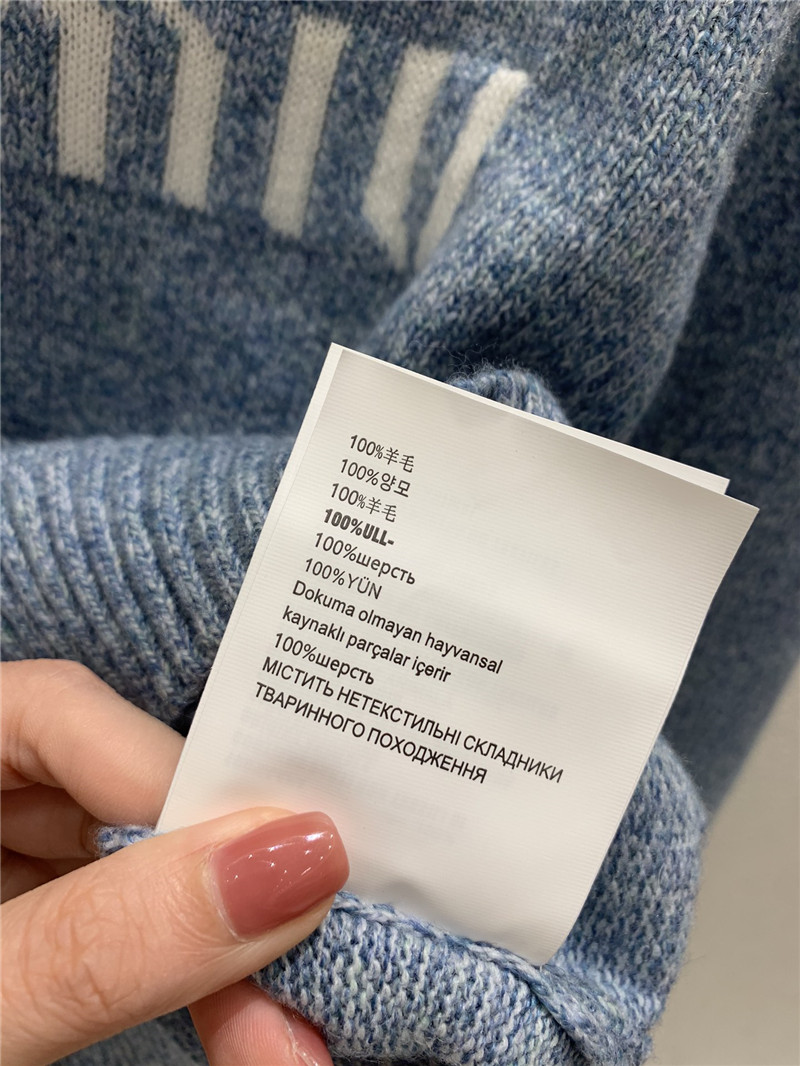 100%羊毛
100%양모
100%羊毛
100%ULL-
100%шерсть
100%YÜN
Dokuma olmayan hayvansal
kaynaklı parçalar içerir
100%шерсть
МІСТИТЬ НЕТЕКСТИЛЬНІ СКЛАДНИКИ
ТВАРИННОГО ПОХОДЖЕННЯ